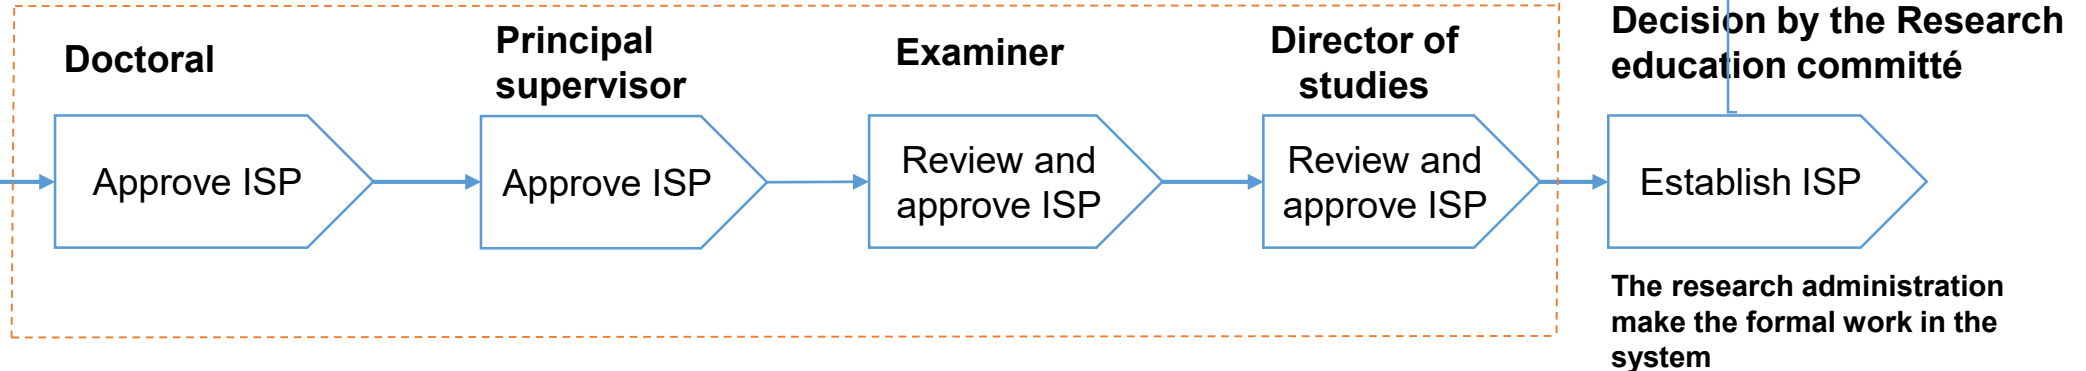 Doctoral
Approve ISP
Principal
supervisor
Approve ISP
Examiner
Review and
approve ISP
Director of
studies
Review and
approve ISP
Decision by the Research
education committé
Establish ISP
The research administration
make the formal work in the
system